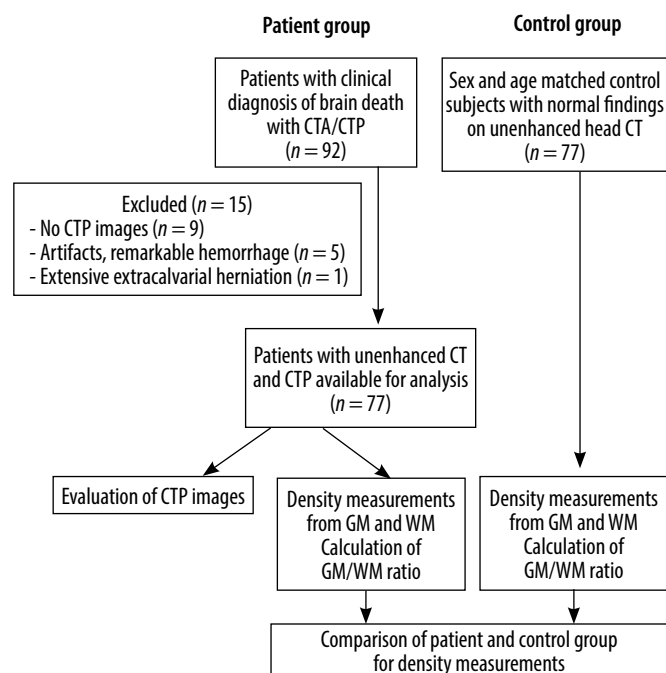 Patient group
Control group
Patients with clinical
diagnosis of brain death
with CTA/CTP
(n = 92)
Sex and age matched control
subjects with normal findings
on unenhanced head CT
(n = 77)
Excluded (n = 15)
- No CTP images (n = 9)
- Artifacts, remarkable hemorrhage (n = 5)
- Extensive extracalvarial herniation (n = 1)
Patients with unenhanced CT
and CTP available for analysis
(n = 77)
Evaluation of CTP images
Density measurements
from GM and WM
Calculation of
GM/WM ratio
Density measurements
from GM and WM
Calculation of
GM/WM ratio
Comparison of patient and control group
for density measurements